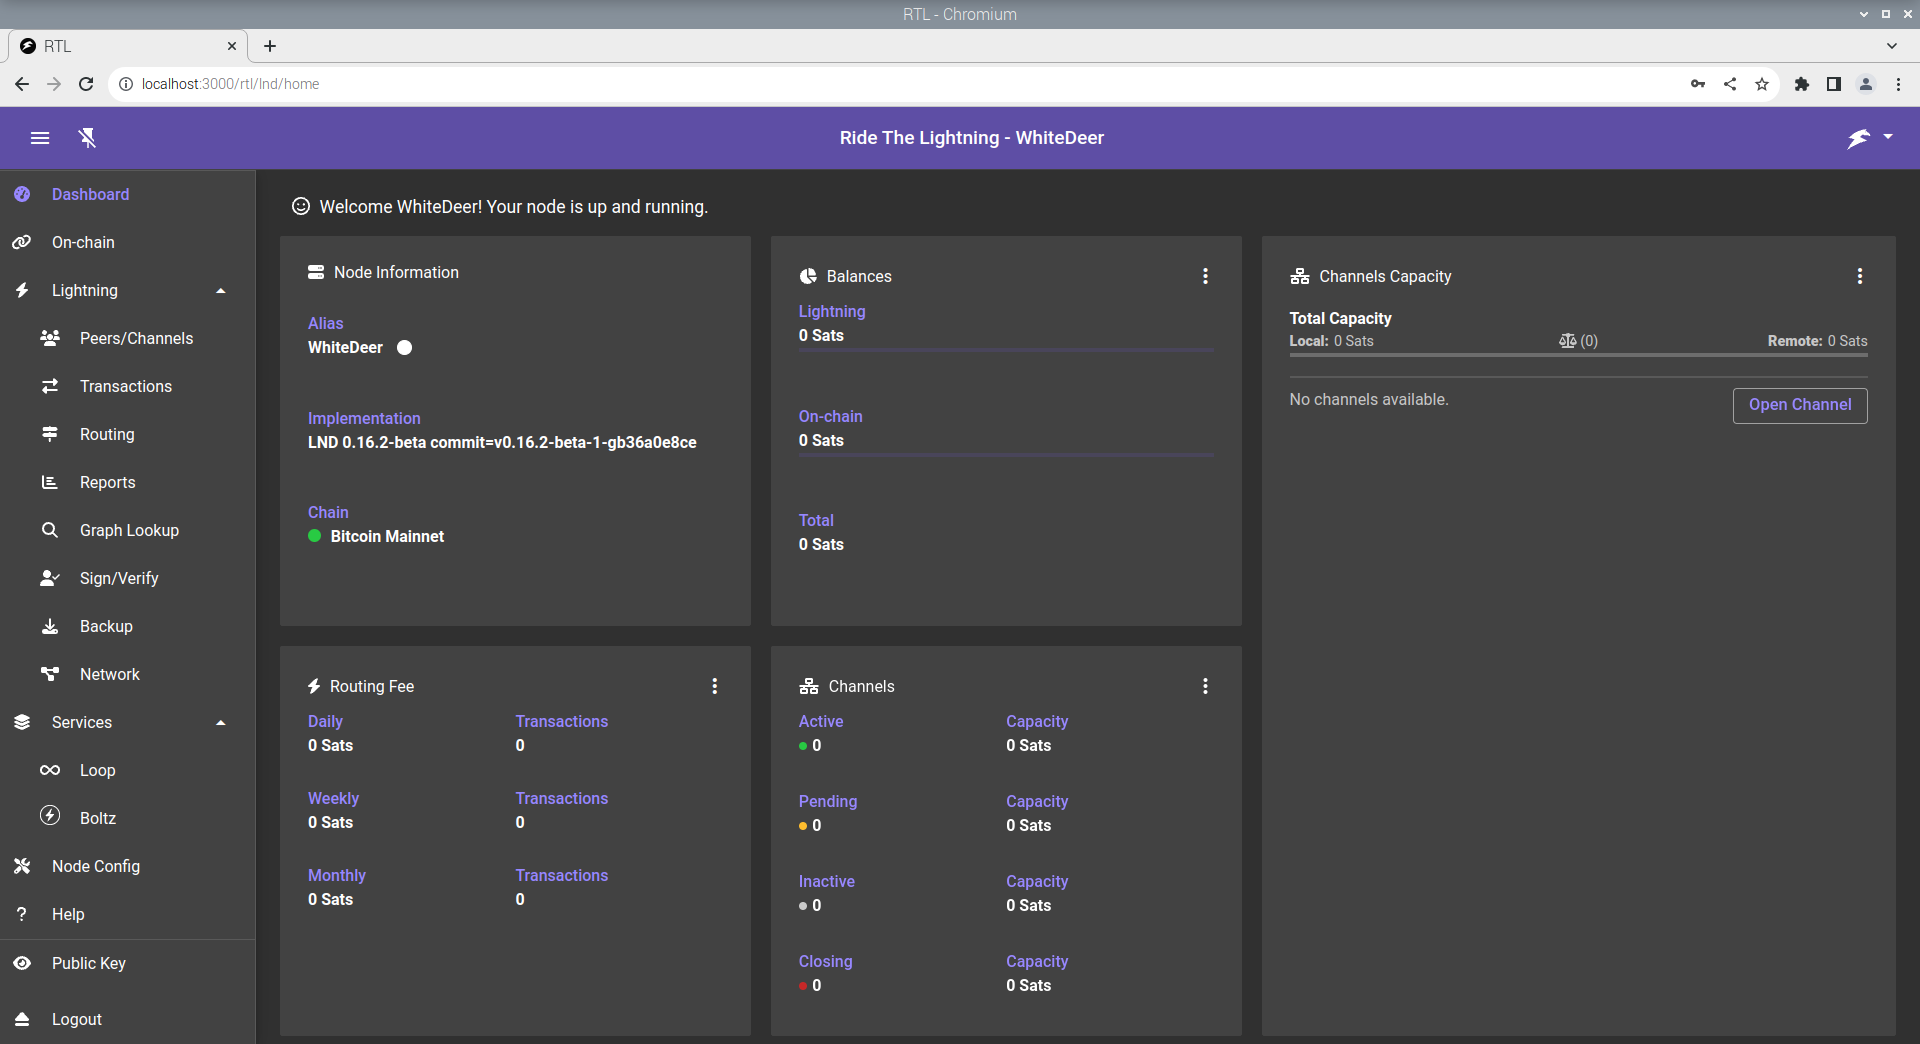 RTL - Chromium
RTL
localhost:3000/rtl/lnd/home
Ride The Lightning - WhiteDeer
Dashboard
On-chain
Lightning
Peers/Channels
Transactions
Routing
Reports
Graph Lookup
Sign/Verify
Backup
Network
Services
Loop
Boltz
Node Config
? Help
Public Key
Logout
Welcome WhiteDeer! Your node is up and running.
Node Information
Alias
WhiteDeer
Implementation
LND 0.16.2-beta commit=v0.16.2-beta-1-gb36a0e8ce
Chain
Bitcoin Mainnet
Balances
Lightning
0 Sats
On-chain
0 Sats
Total
0 Sats
Channels Capacity
Total Capacity
Local: 0 Sats (0) Remote: 0 Sats
No channels available. Open Channel
Routing Fee
Daily Transactions
0 Sats 0
Weekly Transactions
0 Sats 0
Monthly Transactions
0 Sats 0
Channels
Active Capacity
0 0 Sats
Pending Capacity
0 0 Sats
Inactive Capacity
0 0 Sats
Closing Capacity
0 0 Sats